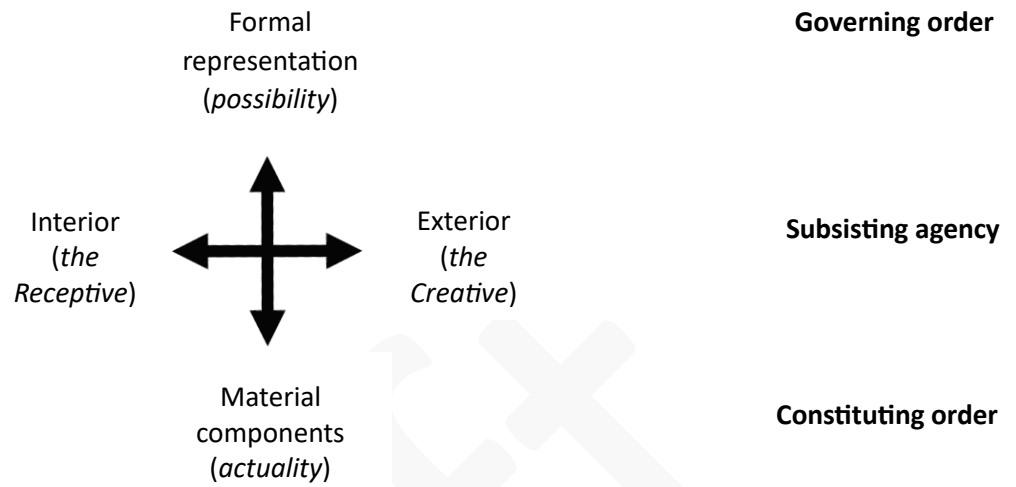 Formal
representation
(possibility)
Governing order
Interior
(the
Receptive)
Exterior
(the
Creative)
Subsisting agency
Material
components
(actuality)
Constituting order